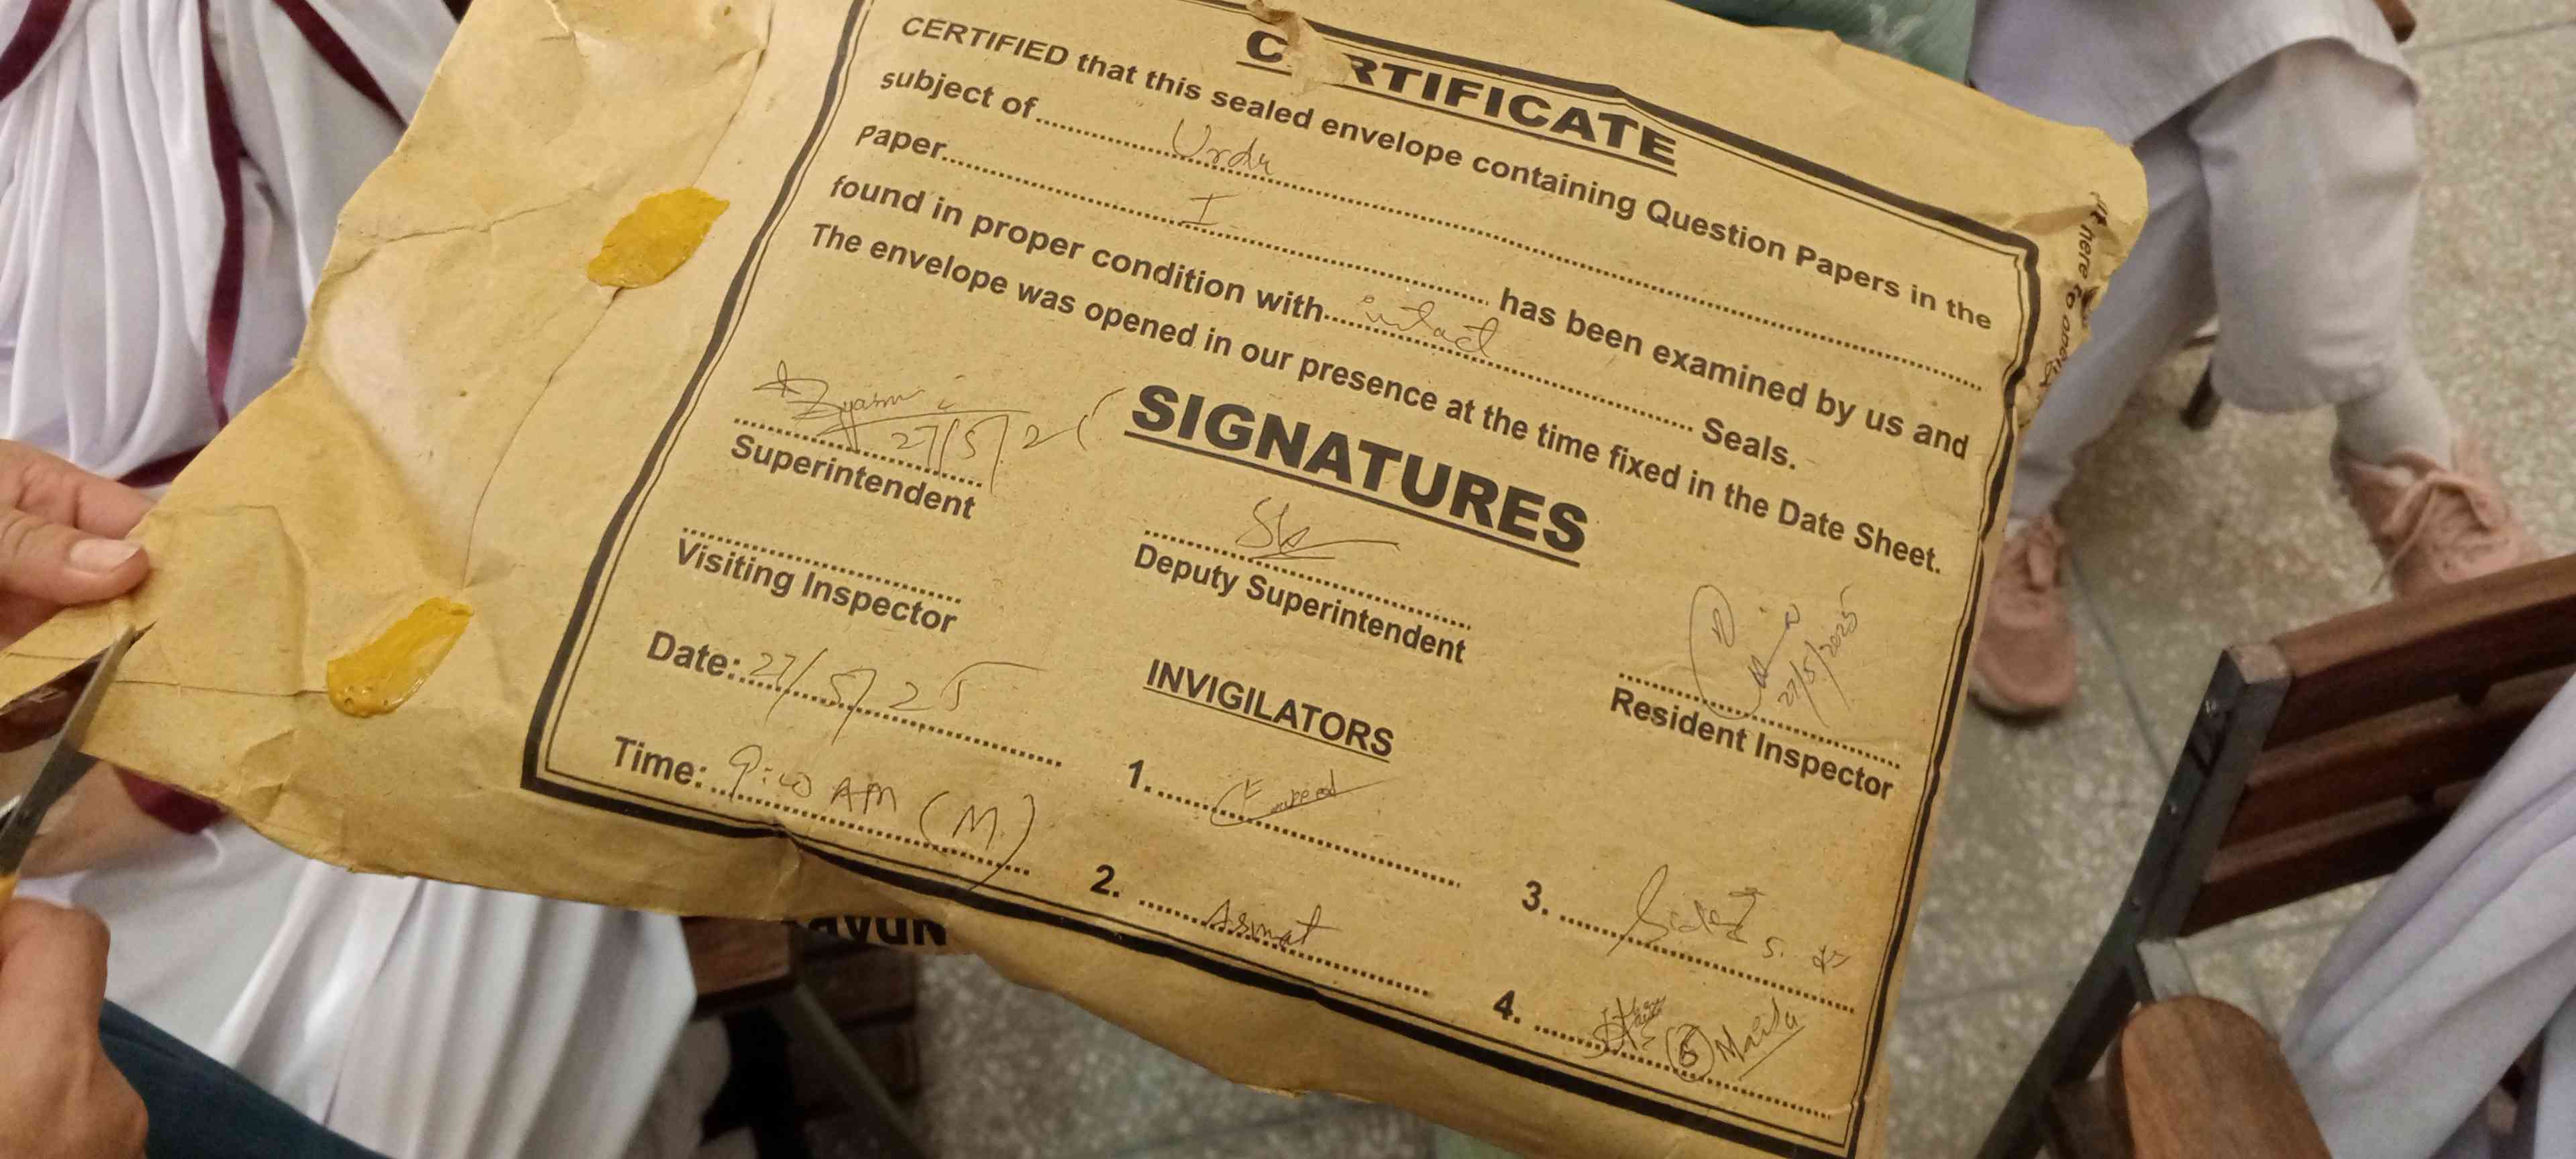 CERTIFICATE
CERTIFIED that this sealed envelope containing Question Papers in the
subject of Urdu
Paper I has been examined by us and
found in proper condition with intact Seals.
The envelope was opened in our presence at the time fixed in the Date Sheet.
SIGNATURES
27/5/25
Superintendent
Deputy Superintendent
27/5/2025
Resident Inspector
Visiting Inspector
Date: 27/5/25
Time: 9:00 AM (M)
INVIGILATORS
1.
2. Asmat
3.
4.
here to open